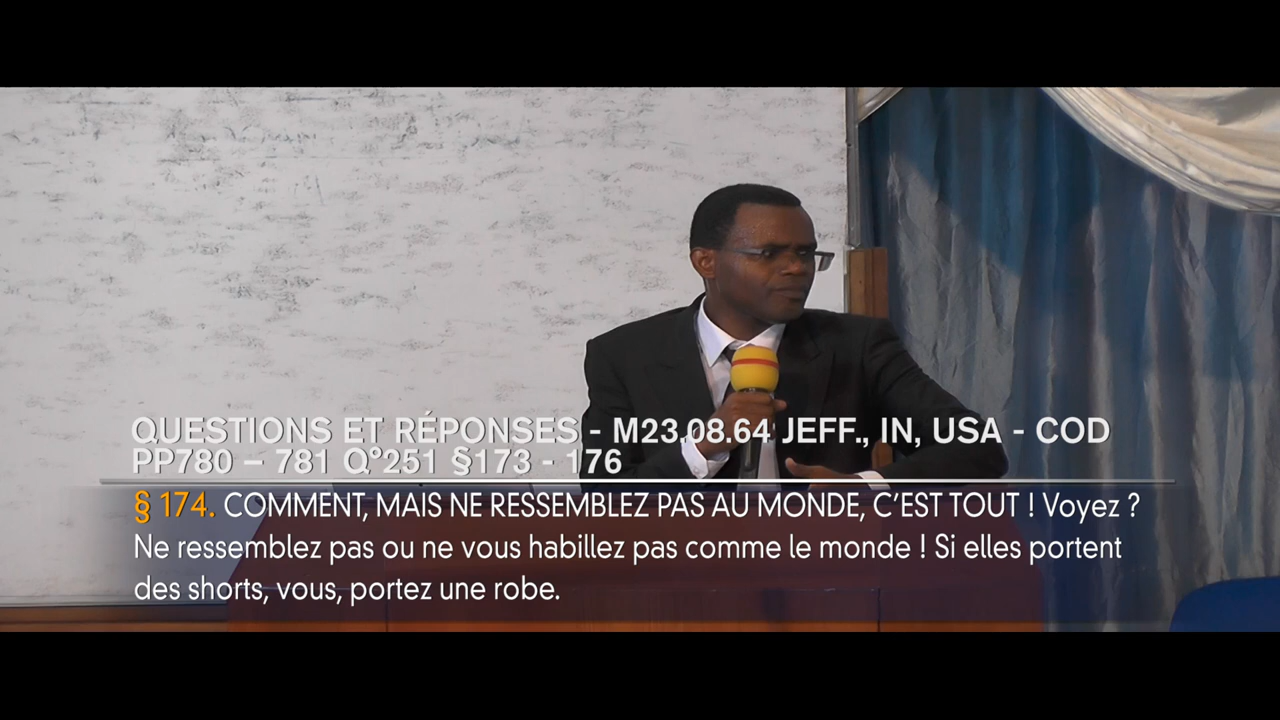 QUESTIONS ET RÉPONSES - M23.08.64 JEFF., IN, USA - COD
PP780 – 781 Q°251 §173 - 176
§ 174. COMMENT, MAIS NE RESSEMBLEZ PAS AU MONDE, C’EST TOUT ! Voyez ?
Ne ressemblez pas ou ne vous habillez pas comme le monde ! Si elles portent
des shorts, vous, portez une robe.